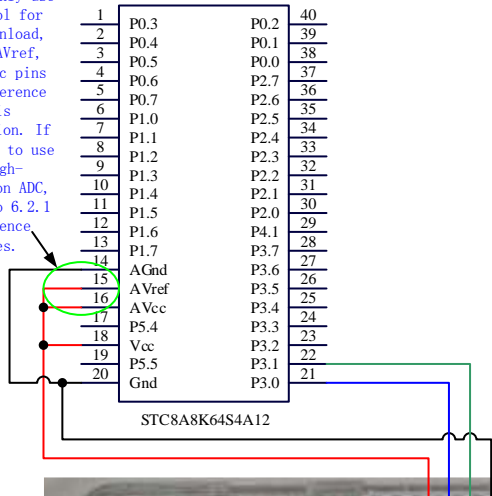 ol for
nload,
AVref,
c pins
erence
is
on. If
to use
gh-
on ADC,
o 6.2.1
ence
es.
1 P0.3 P0.2 40
2 P0.4 P0.1 39
3 P0.5 P0.0 38
4 P0.6 P2.7 37
5 P0.7 P2.6 36
6 P1.0 P2.5 35
7 P1.1 P2.4 34
8 P1.2 P2.3 33
9 P1.3 P2.2 32
10 P1.4 P2.1 31
11 P1.5 P2.0 30
12 P1.6 P4.1 29
13 P1.7 P3.7 28
14 AGnd P3.6 27
15 AVref P3.5 26
16 AVcc P3.4 25
17 P5.4 P3.3 24
18 Vcc P3.2 23
19 P5.5 P3.1 22
20 Gnd P3.0 21
STC8A8K64S4A12